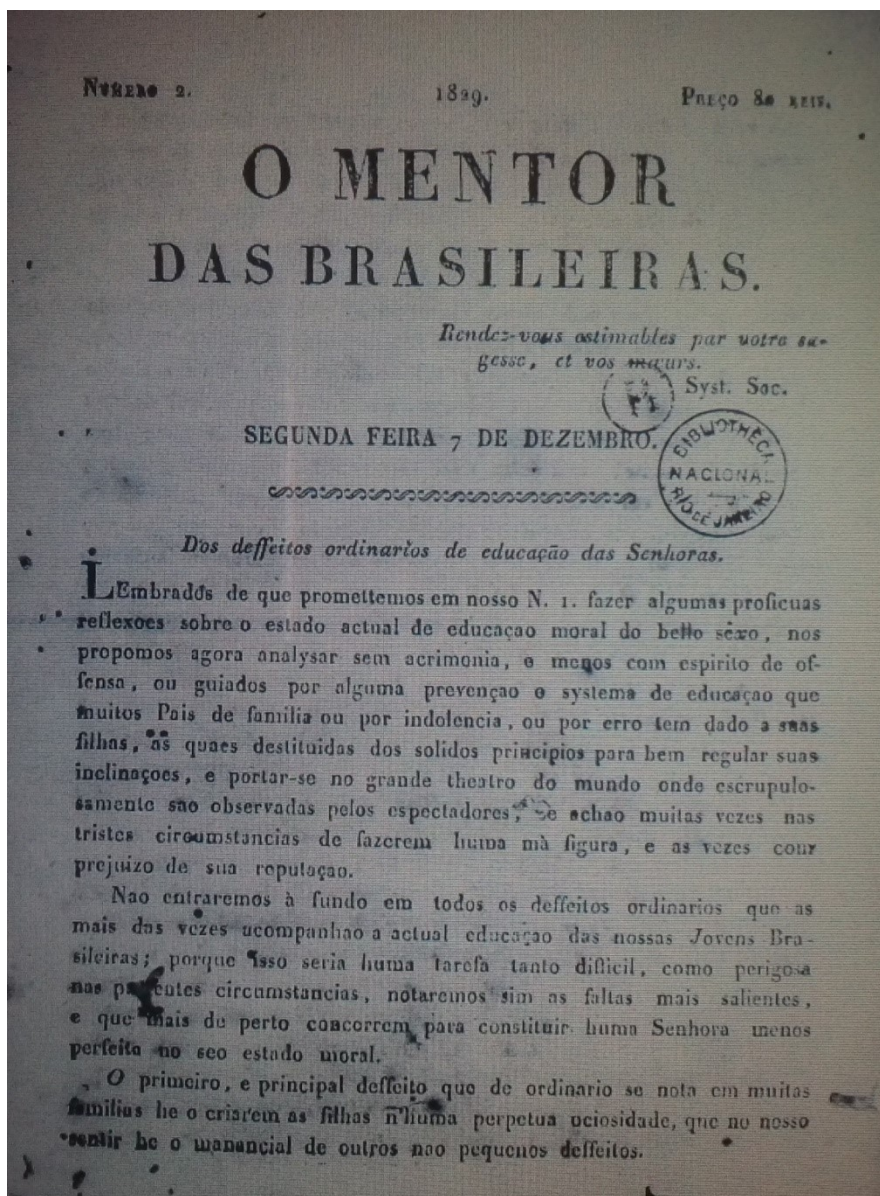 NUMERO 2.
1829.
PREÇO 80 REIS.
O MENTOR
DAS BRASILEIRAS.
Rendez-vous estimables par votre sa-
gesse, et vos mœurs.
Syst. Soc.
SEGUNDA FEIRA 7 DE DEZEMBRO.
BIBLIOTHECA
NACIONAL
RIO DE JANEIRO
Dos deffeitos ordinarios de educação das Senhoras.
LEmbrados de que promettemos em nosso N. 1. fazer algumas proficuas
reflexoes sobre o estado actual de educaçao moral do bello sêxo, nos
propomos agora analysar sem acrimonia, e menos com espirito de of-
fensa, ou guiados por alguma prevençao o systema de educaçao que
muitos Pais de familia ou por indolencia, ou por erro tem dado a suas
filhas, as quaes destituidas dos solidos principios para bem regular suas
inclinaçoes, e portar-se no grande theatro do mundo onde escrupulo-
samente sao observadas pelos espectadores, se achao muitas vezes nas
tristes circumstancias de fazerem huma mà figura, e as vezes com
prejuizo de sua reputaçao.
Nao entraremos à fundo em todos os deffeitos ordinarios que as
mais das vezes acompanhao a actual educaçao das nossas Jovens Bra-
sileiras; porque isso seria huma tarefa tanto difficil, como perigosa
nas circumstancias, notaremos sim as faltas mais salientes,
e que mais de perto concorrem para constituir huma Senhora menos
perfeita no seo estado moral.
O primeiro, e principal deffeito que de ordinario se nota em muitas
familias he o criarem as filhas n'huma perpetua ociosidade, que no nosso
sentir he o manancial de outros nao pequenos deffeitos.